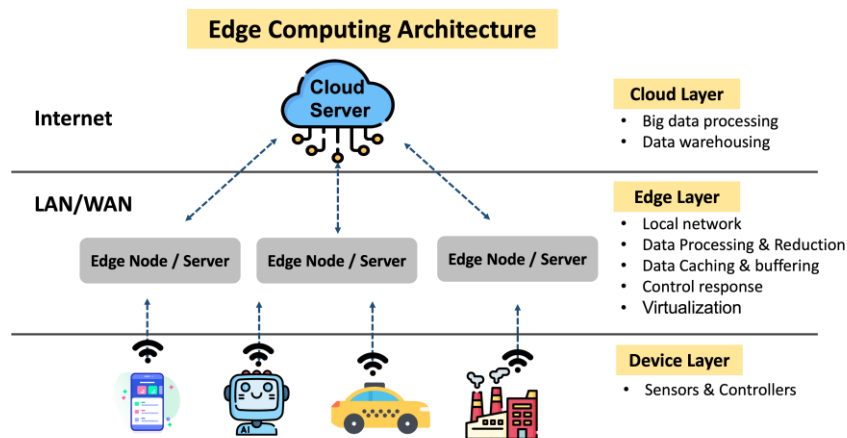 Edge Computing Architecture
Cloud
Server
Internet
Cloud Layer
• Big data processing
• Data warehousing
LAN/WAN
Edge Layer
• Local network
• Data Processing & Reduction
• Data Caching & buffering
• Control response
• Virtualization
Edge Node / Server
Edge Node / Server
Edge Node / Server
Device Layer
• Sensors & Controllers
AI